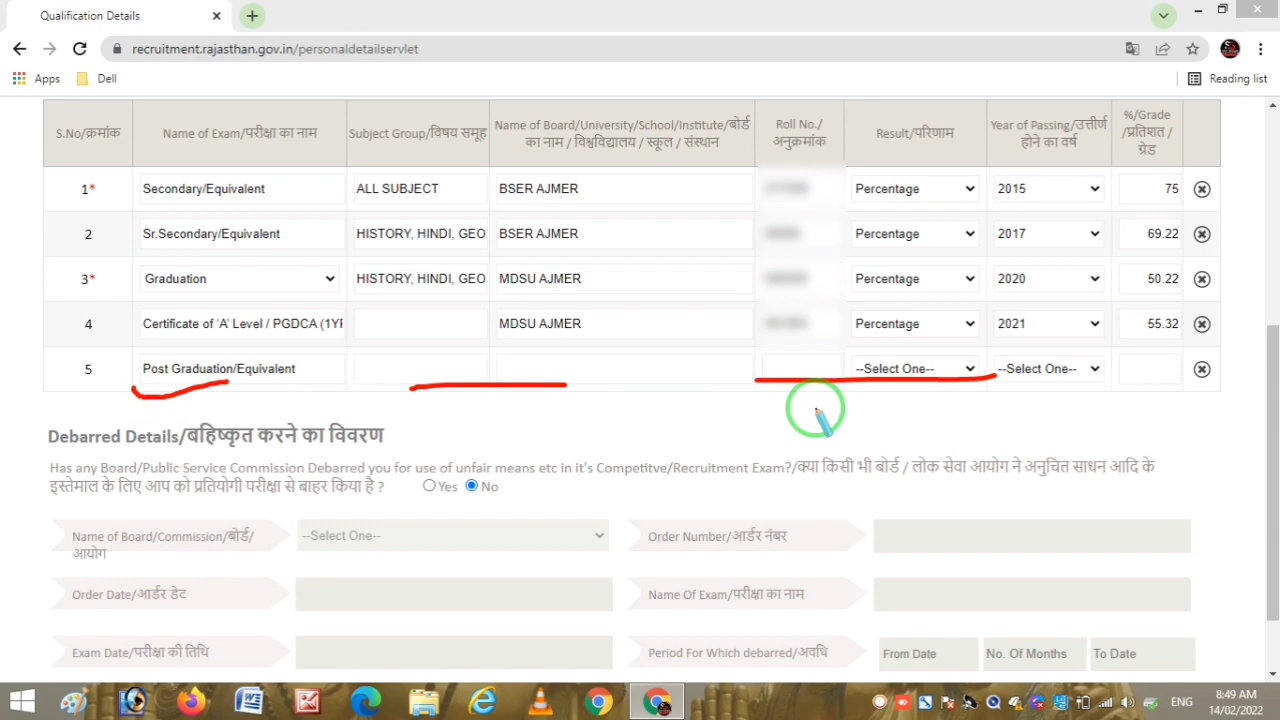 Qualification Details
recruitment.rajasthan.gov.in/personaldetailservlet
Apps Dell Reading list
S.No/क्रमांक Name of Exam/परीक्षा का नाम Subject Group/विषय समूह Name of Board/University/School/Institute/बोर्ड का नाम / विश्वविद्यालय / स्कूल / संस्थान Roll No./अनुक्रमांक Result/परिणाम Year of Passing/उत्तीर्ण होने का वर्ष %/Grade /प्रतिशत / ग्रेड
1* Secondary/Equivalent ALL SUBJECT BSER AJMER Percentage 2015 75
2 Sr.Secondary/Equivalent HISTORY, HINDI, GEO BSER AJMER Percentage 2017 69.22
3* Graduation HISTORY, HINDI, GEO MDSU AJMER Percentage 2020 50.22
4 Certificate of 'A' Level / PGDCA (1YF MDSU AJMER Percentage 2021 55.32
5 Post Graduation/Equivalent --Select One-- --Select One--
Debarred Details/बहिष्कृत करने का विवरण
Has any Board/Public Service Commission Debarred you for use of unfair means etc in it's Competitve/Recruitment Exam?/क्या किसी भी बोर्ड / लोक सेवा आयोग ने अनुचित साधन आदि के
इस्तेमाल के लिए आप को प्रतियोगी परीक्षा से बाहर किया है ? Yes No
Name of Board/Commission/बोर्ड/आयोग --Select One-- Order Number/आर्डर नंबर
Order Date/आर्डर डेट Name Of Exam/परीक्षा का नाम
Exam Date/परीक्षा की तिथि Period For Which debarred/अवधि From Date No. Of Months To Date
ENG 8:49 AM
14/02/2022